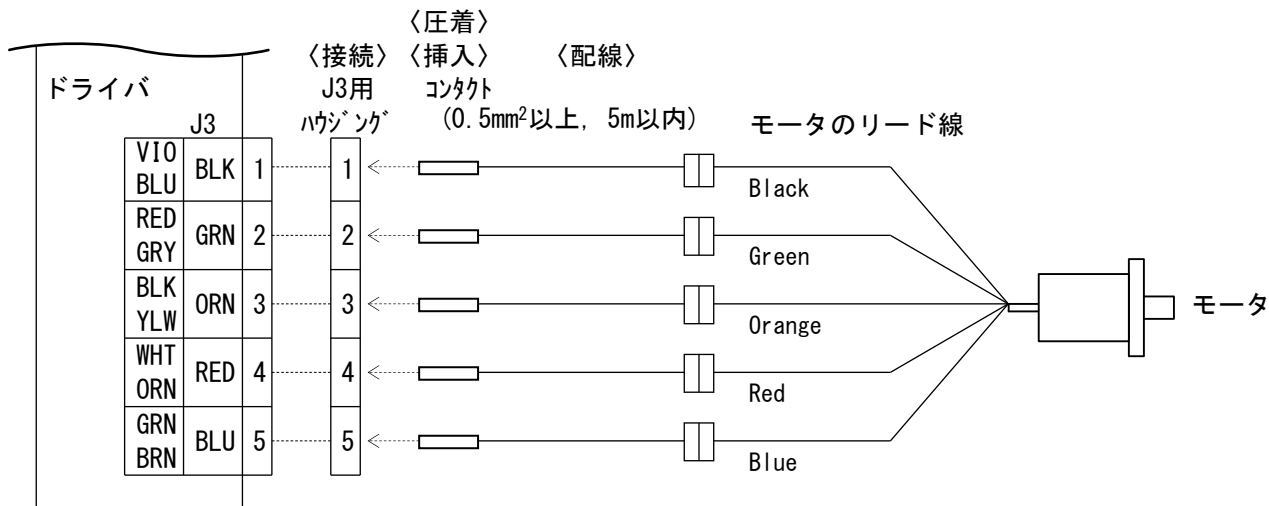 〈圧着〉
〈接続〉〈挿入〉 〈配線〉
ドライバ J3用 コンタクト
J3 ハウジング (0.5mm²以上, 5m以内) モータのリード線
VIO
BLU BLK 1 1 Black
RED
GRY GRN 2 2 Green
BLK
YLW ORN 3 3 Orange
モータ
WHT
ORN RED 4 4 Red
GRN
BRN BLU 5 5 Blue